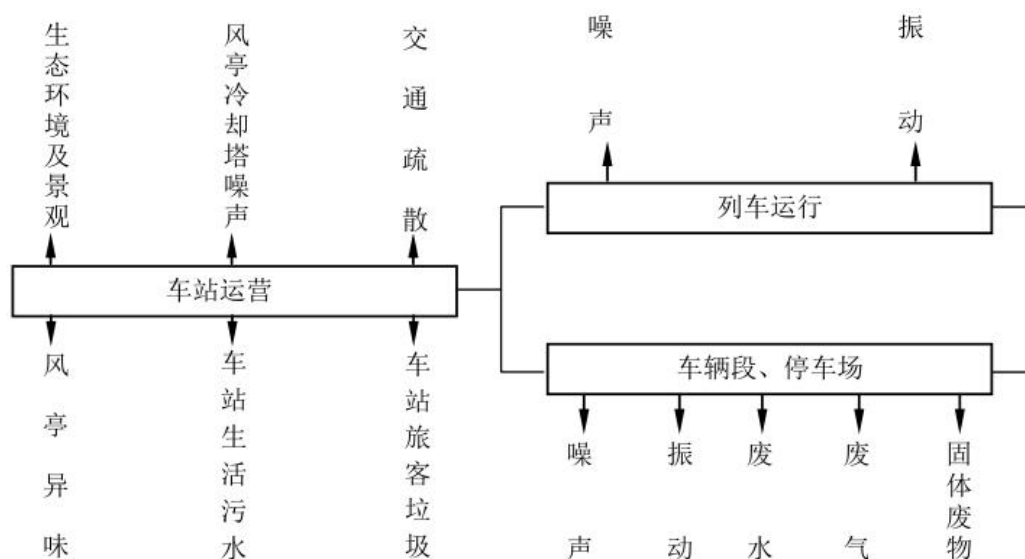 生态环境及景观
风亭冷却塔噪声
交通疏散
噪声
振动
列车运行
车站运营
车辆段、停车场
风亭异味
车站生活污水
车站旅客垃圾
噪声
振动
废水
废气
固体废物